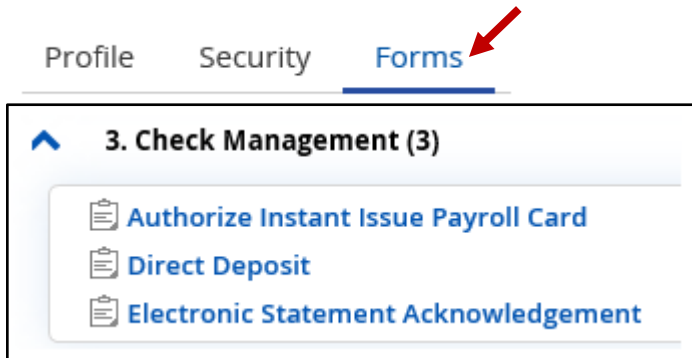 Profile Security Forms
3. Check Management (3)
Authorize Instant Issue Payroll Card
Direct Deposit
Electronic Statement Acknowledgement